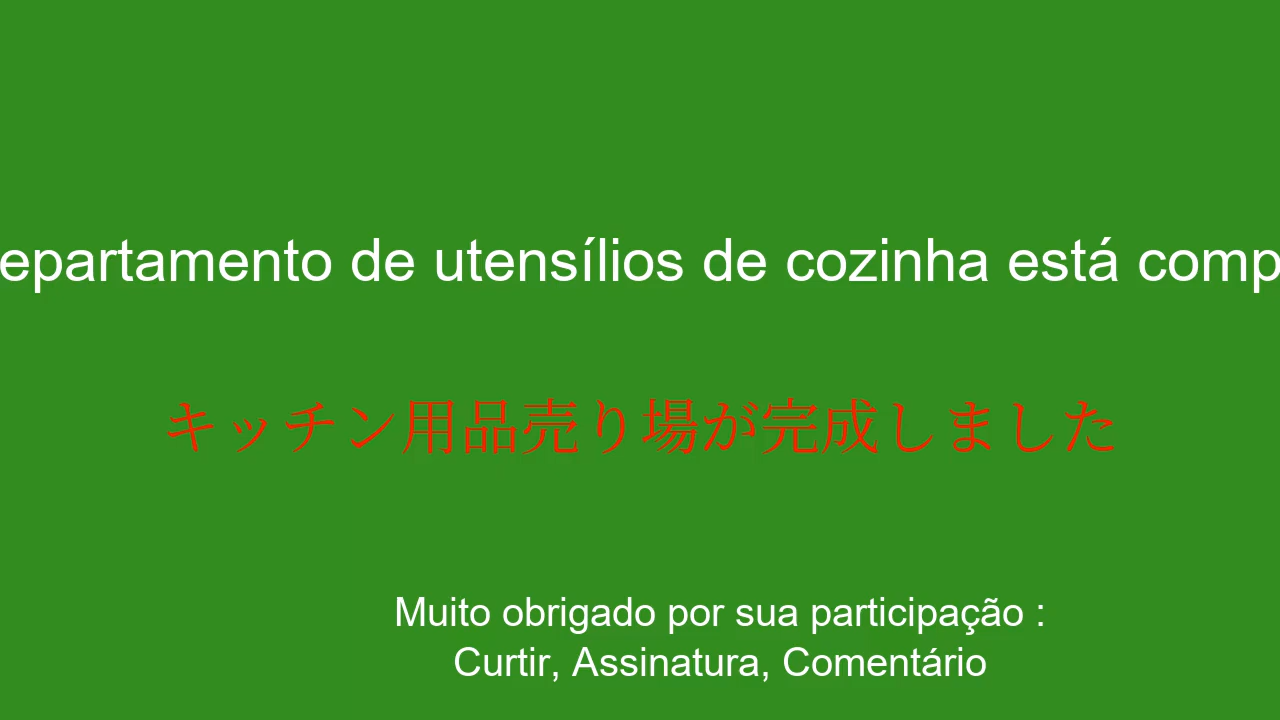 epartamento de utensílios de cozinha está comp
キッチン用品売り場が完成しました
Muito obrigado por sua participação :
Curtir, Assinatura, Comentário